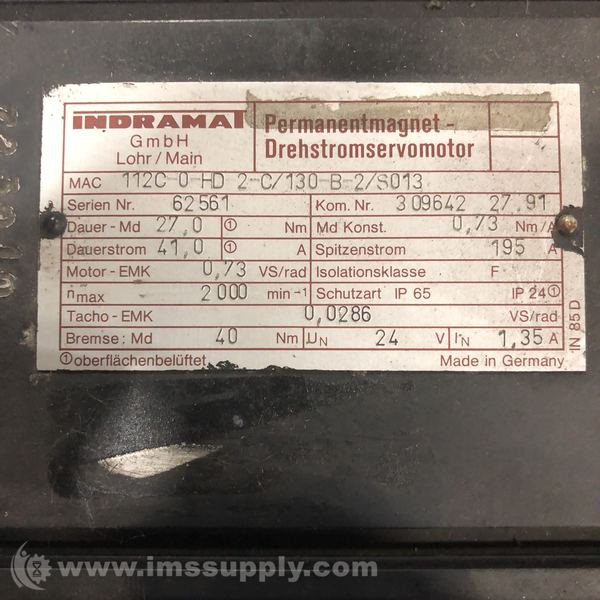 INDRAMAT
GmbH
Lohr/Main
Permanentmagnet -
Drehstromservomotor
MAC 112C-0-HD 2-C/130-B-2/S013
Serien Nr. 62561 Kom. Nr. 309642 27.91
Dauer - Md 27,0 ① Nm Md Konst. 0,73 Nm/A
Dauerstrom 41,0 ① A Spitzenstrom 195 A
Motor - EMK 0,73 VS/rad Isolationsklasse F
nmax 2000 min-1 Schutzart IP 65 IP 24①
Tacho - EMK 0,0286 VS/rad
Bremse: Md 40 Nm UN 24 V IN 1,35 A
①oberflächenbelüftet Made in Germany
IN 85D
www.imssupply.com